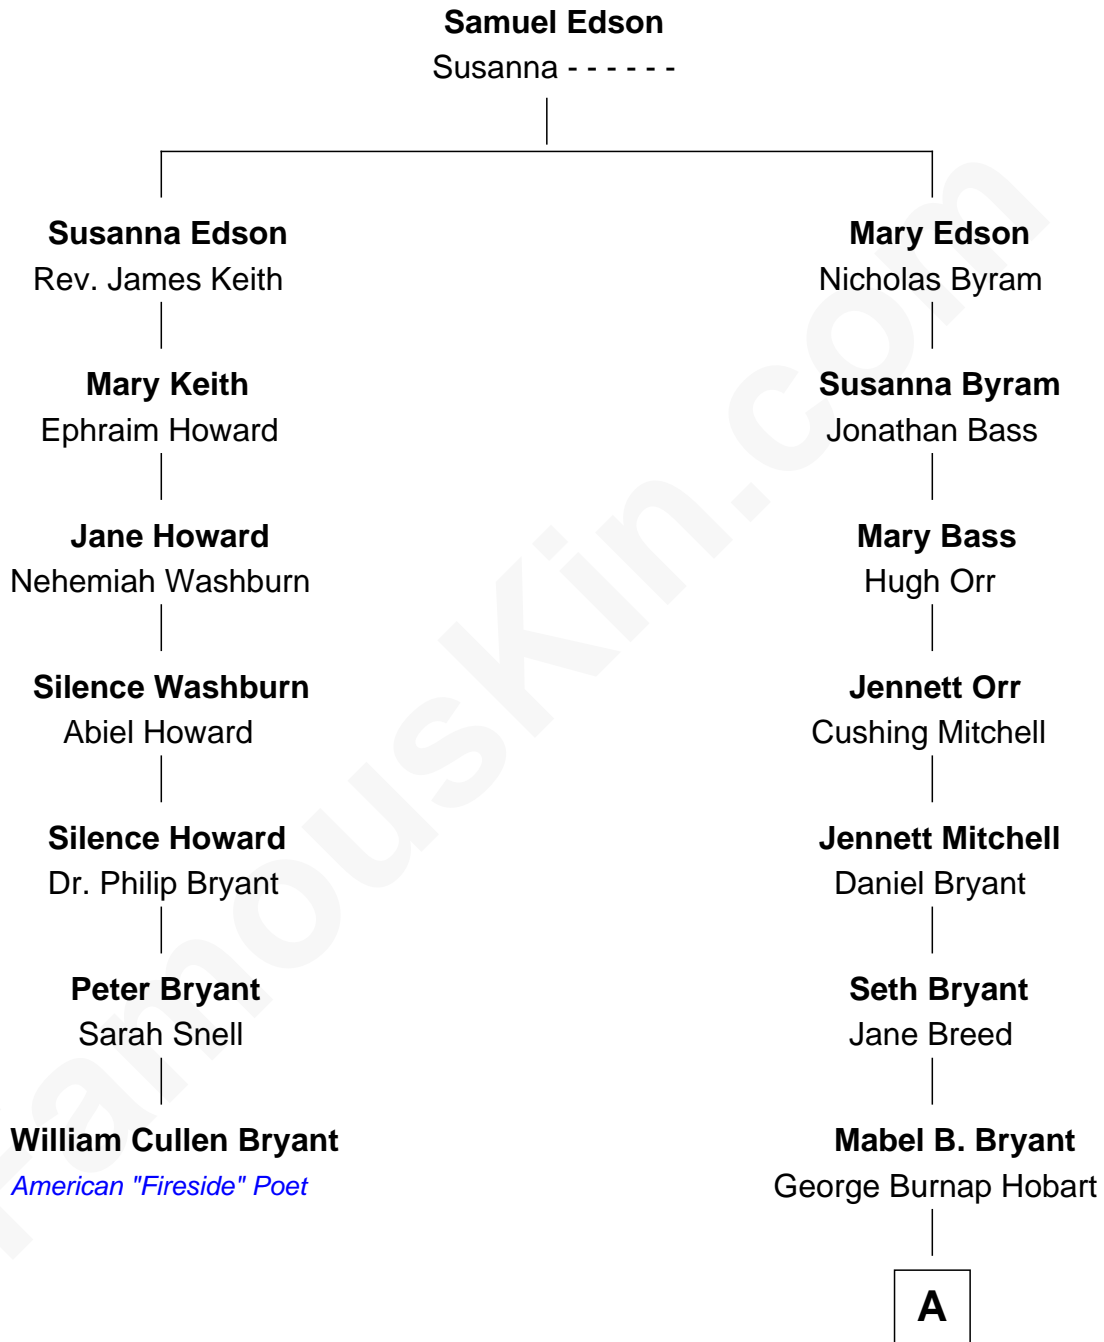 Samuel Edson
Susanna - - - - - -
Susanna Edson
Rev. James Keith
Mary Edson
Nicholas Byram
Mary Keith
Ephraim Howard
Susanna Byram
Jonathan Bass
Jane Howard
Nehemiah Washburn
Mary Bass
Hugh Orr
Silence Washburn
Abiel Howard
Jennett Orr
Cushing Mitchell
Silence Howard
Dr. Philip Bryant
Jennett Mitchell
Daniel Bryant
Peter Bryant
Sarah Snell
Seth Bryant
Jane Breed
William Cullen Bryant
American "Fireside" Poet
Mabel B. Bryant
George Burnap Hobart
A
FamousKin.com